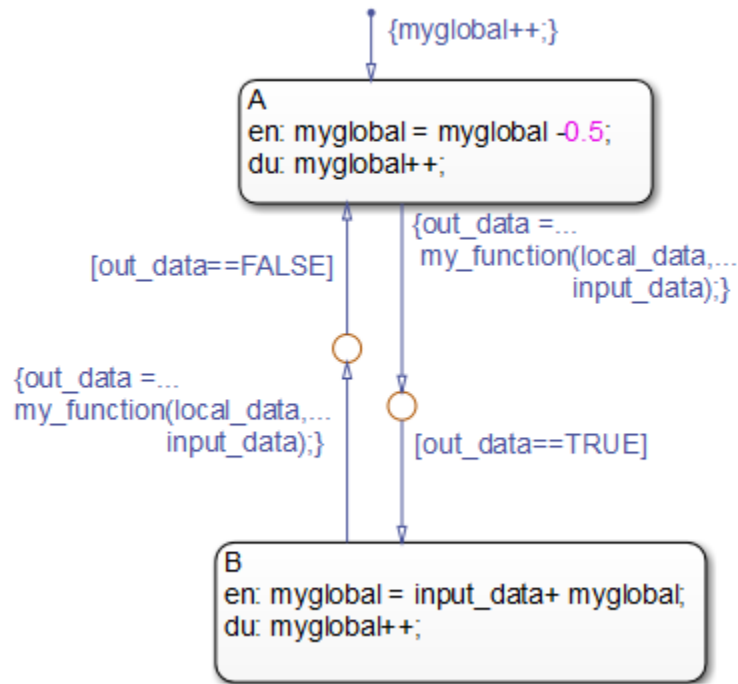 {myglobal++;}
A
en: myglobal = myglobal -0.5;
du: myglobal++;
{out_data =...
my_function(local_data,...
input_data);}
[out_data==FALSE]
{out_data =...
my_function(local_data,...
input_data);}
[out_data==TRUE]
B
en: myglobal = input_data+ myglobal;
du: myglobal++;